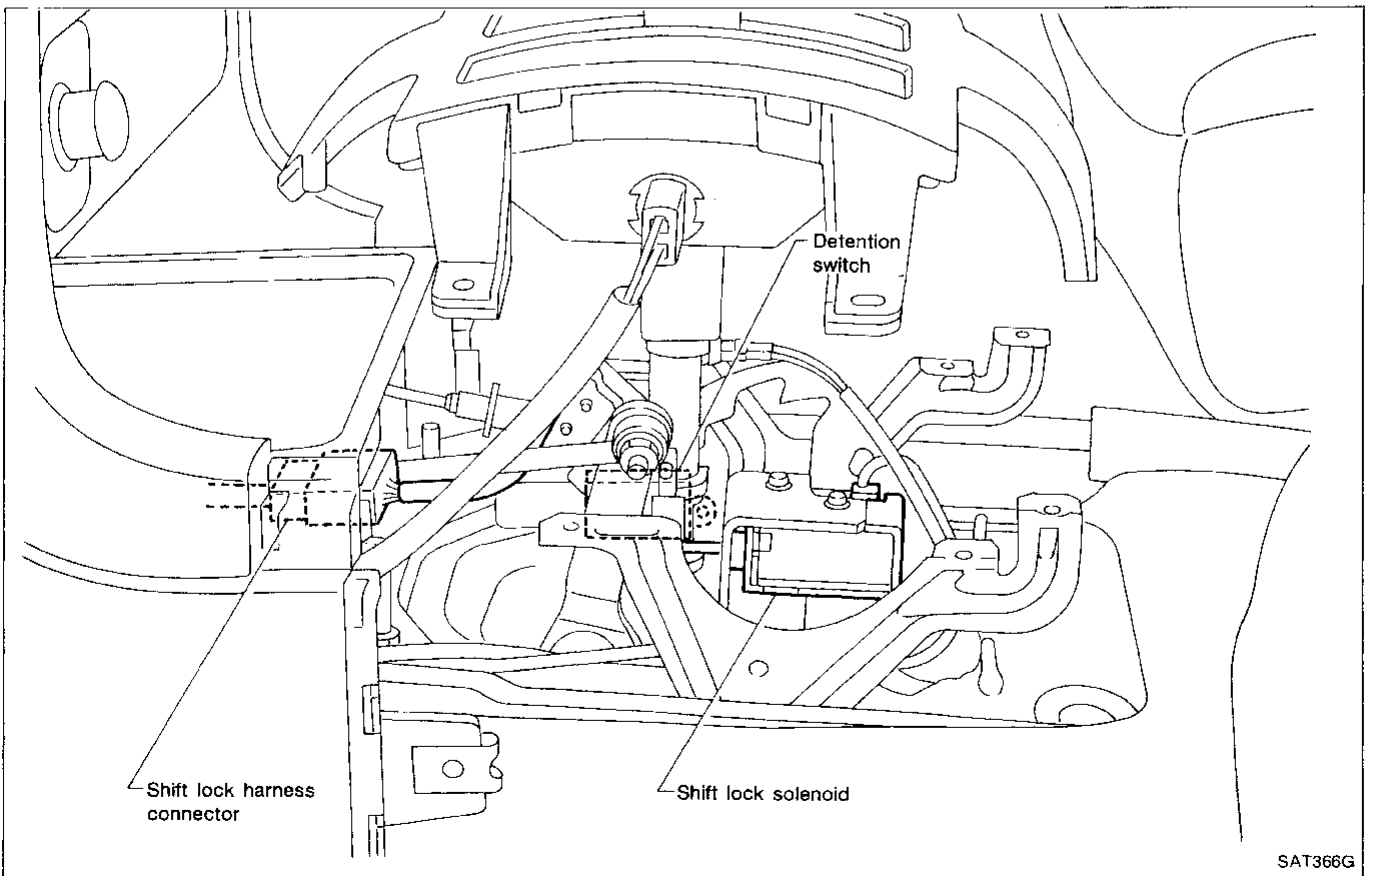 Detention
switch
Shift lock harness
connector
Shift lock solenoid
SAT366G